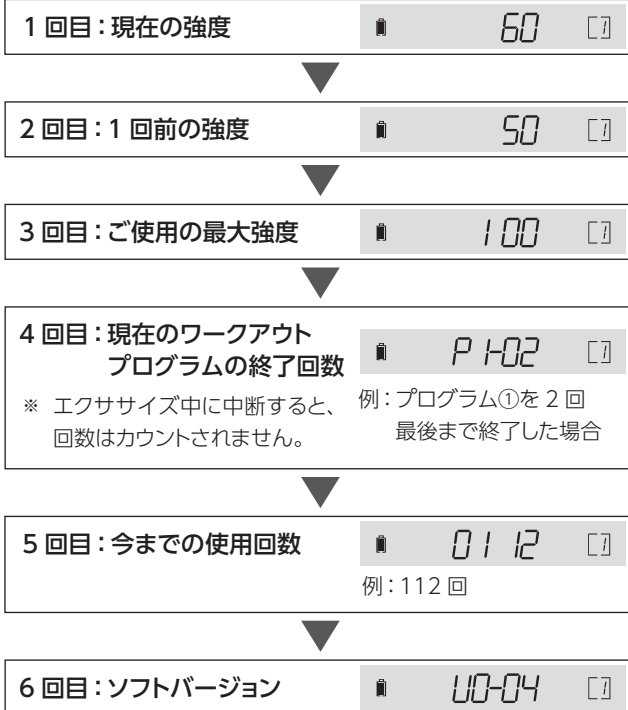 1 回目：現在の強度 60 [1]
2 回目：1 回前の強度 50 [1]
3 回目：ご使用の最大強度 100 [1]
4 回目：現在のワークアウト
プログラムの終了回数 P1-02 [1]
※ エクササイズ中に中断すると、
回数はカウントされません。
例：プログラム①を 2 回
最後まで終了した場合
5 回目：今までの使用回数 0112 [1]
例：112 回
6 回目：ソフトバージョン U0-04 [1]